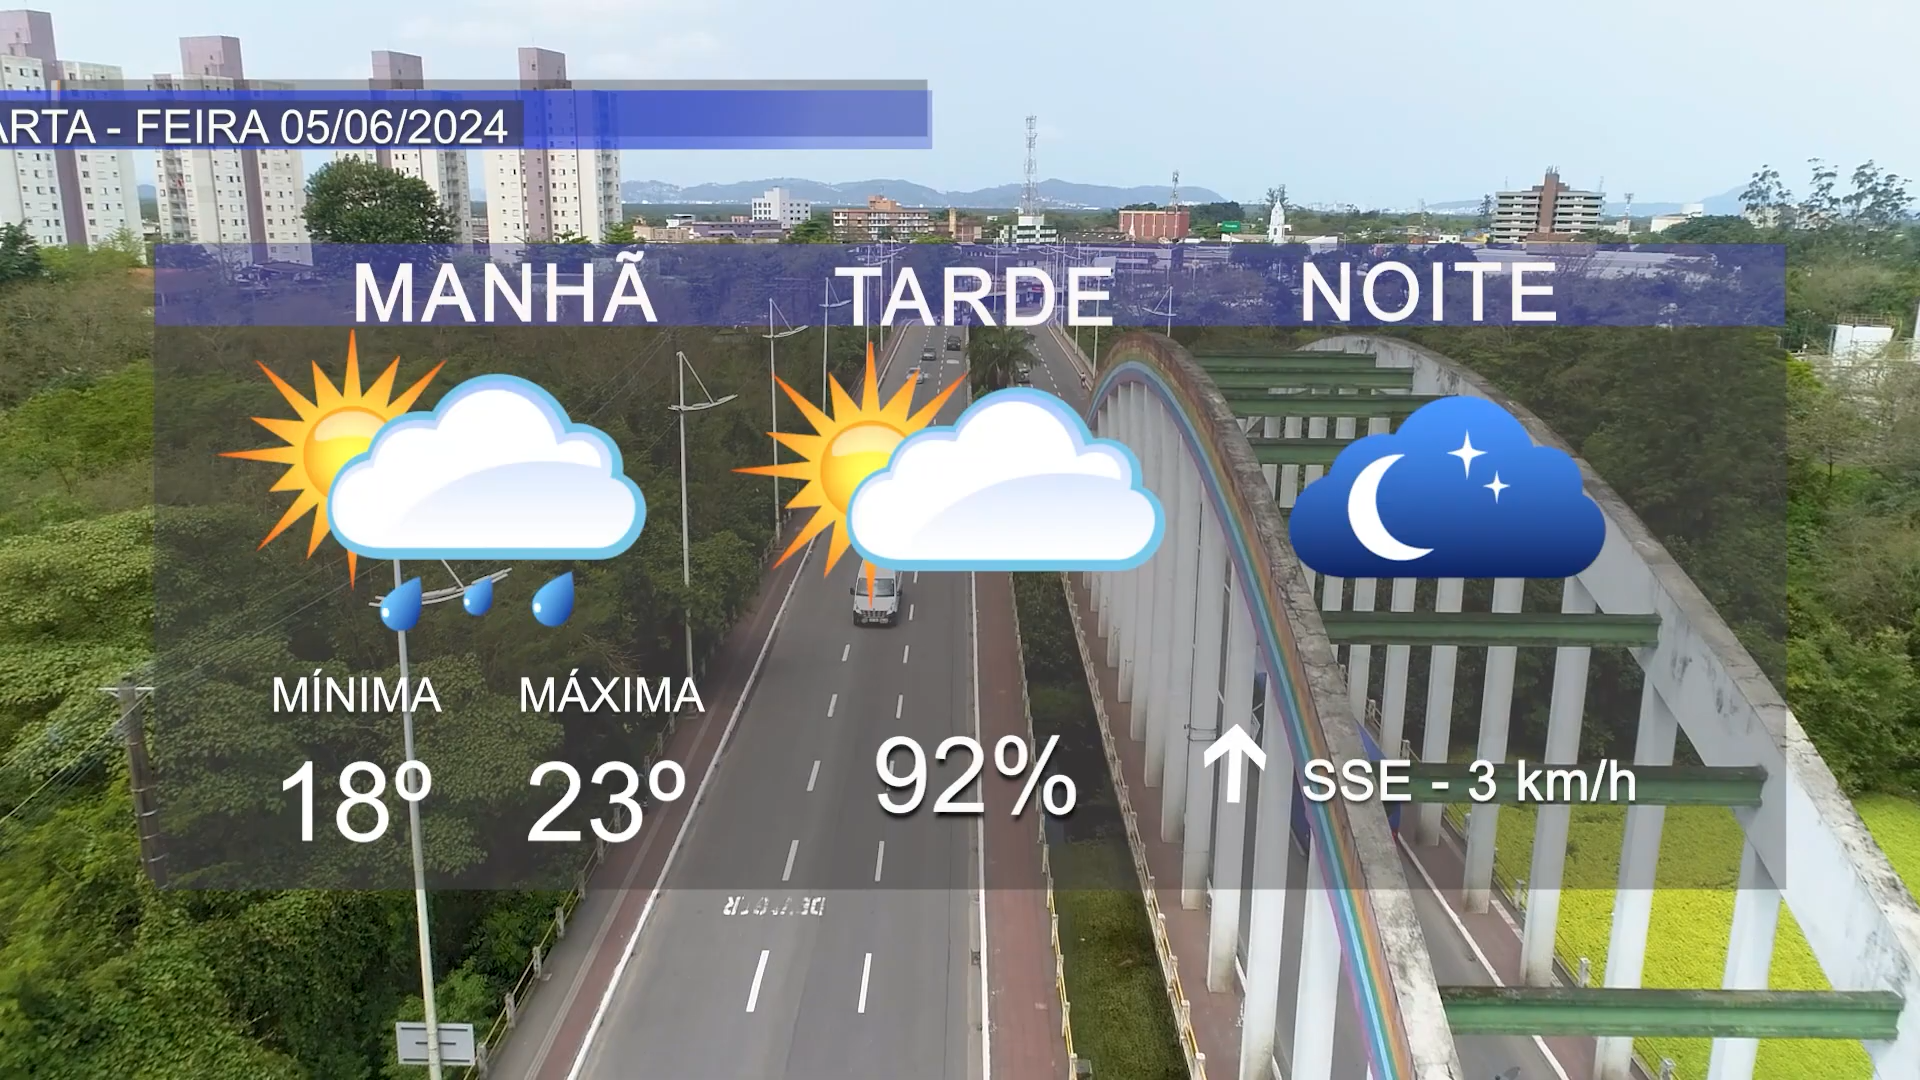 ARTA - FEIRA 05/06/2024
MANHÃ TARDE NOITE
MÍNIMA MÁXIMA
18º 23º 92% SSE - 3 km/h